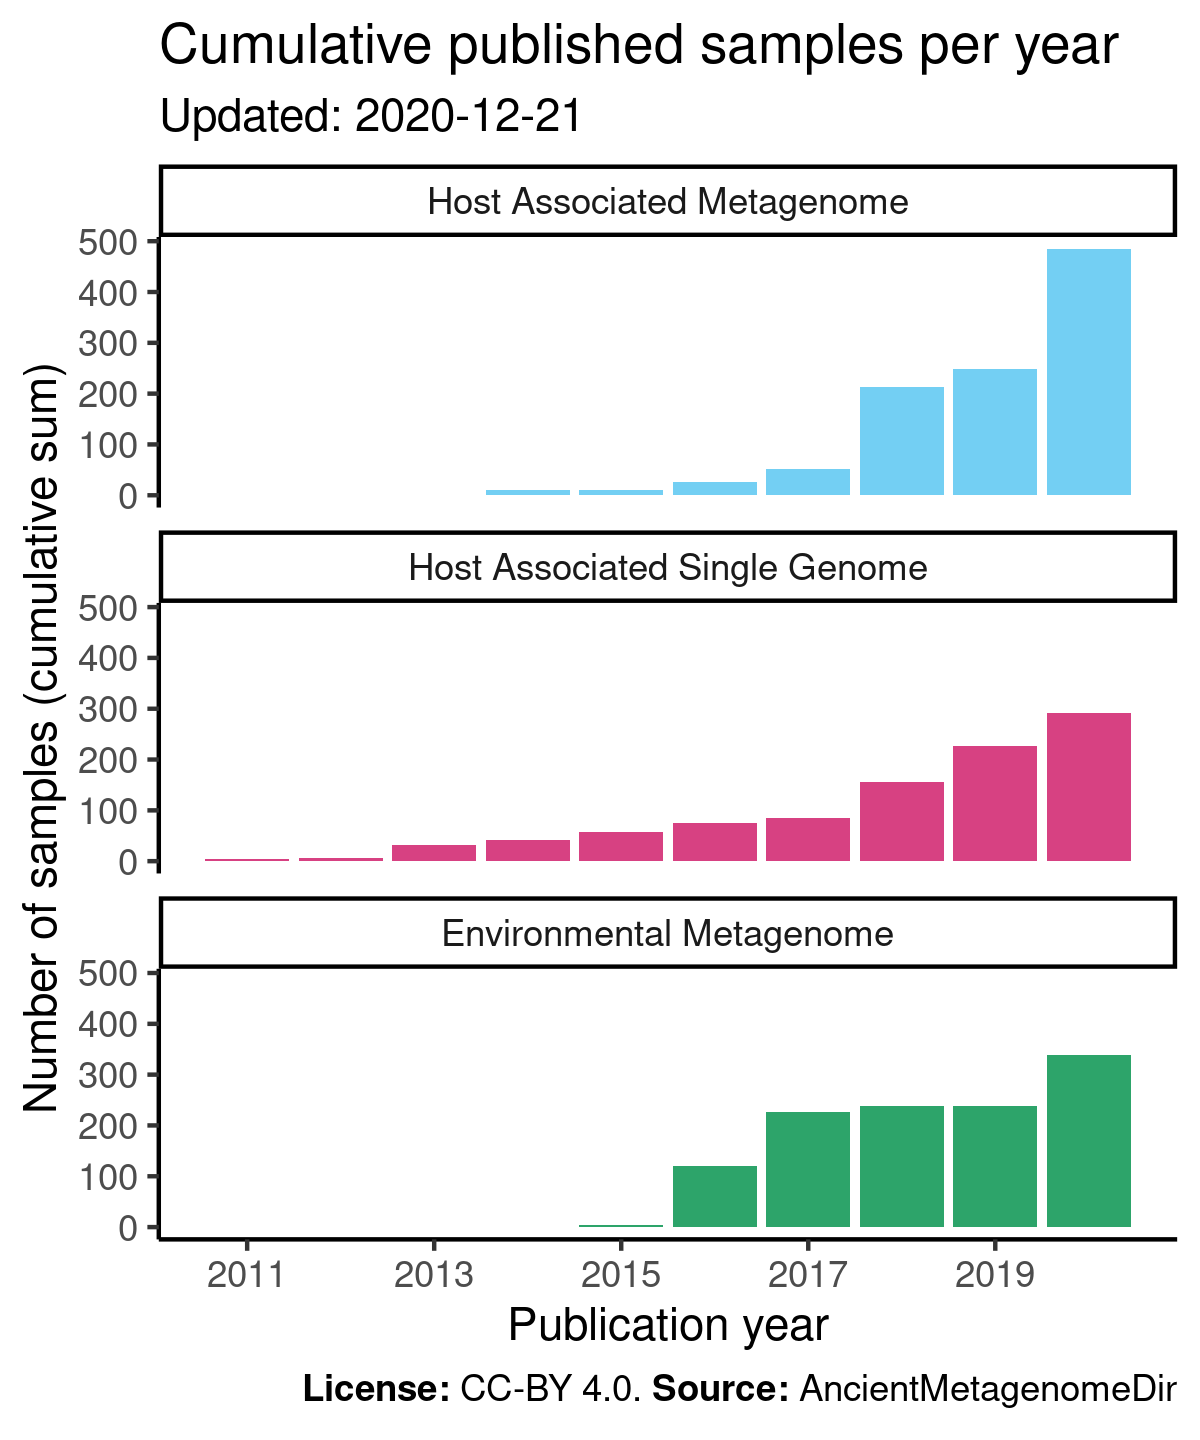 Cumulative published samples per year
Updated: 2020-12-21
Host Associated Metagenome
500
400
300
200
100
0
Host Associated Single Genome
500
400
300
200
100
0
Environmental Metagenome
500
400
300
200
100
0
Number of samples (cumulative sum)
2011 2013 2015 2017 2019
Publication year
License: CC-BY 4.0. Source: AncientMetagenomeDir